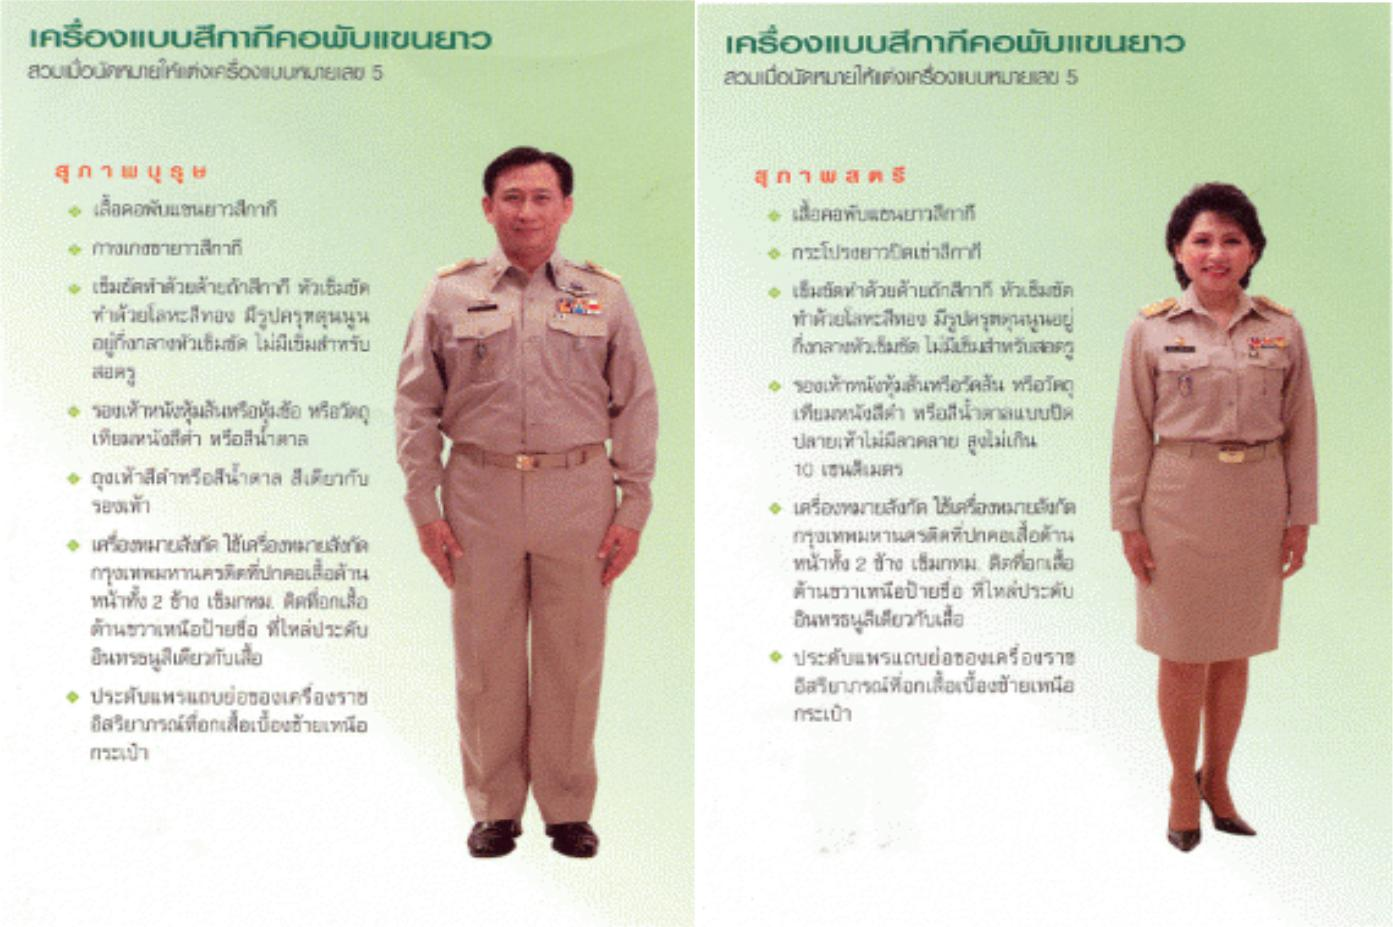 เครื่องแบบสีกากีคอพับแขนยาว
สวมเมื่อนัดหมายให้แต่งเครื่องแบบหมายเลข 5
สุภาพบุรุษ
เสื้อคอพับแขนยาวสีกากี
กางเกงขายาวสีกากี
เข็มขัดทำด้วยด้ายถักสีกากี หัวเข็มขัด
ทำด้วยโลหะสีทอง มีรูปครุฑดุนนูน
อยู่กึ่งกลางหัวเข็มขัด ไม่มีเข็มสำหรับ
สอดรู
รองเท้าหนังหุ้มส้นหรือหุ้มข้อ หรือวัตถุ
เทียมหนังสีดำ หรือสีน้ำตาล
ถุงเท้าสีดำหรือสีน้ำตาล สีเดียวกับ
รองเท้า
เครื่องหมายสังกัด ใช้เครื่องหมายสังกัด
กรุงเทพมหานครติดที่ปกคอเสื้อด้าน
หน้าทั้ง 2 ข้าง เข็มกทม. ติดที่อกเสื้อ
ด้านขวาเหนือป้ายชื่อ ที่ไหล่ประดับ
อินทรธนูสีเดียวกับเสื้อ
ประดับแพรแถบย่อของเครื่องราช
อิสริยาภรณ์ที่อกเสื้อเบื้องซ้ายเหนือ
กระเป๋า
เครื่องแบบสีกากีคอพับแขนยาว
สวมเมื่อนัดหมายให้แต่งเครื่องแบบหมายเลข 5
สุภาพสตรี
เสื้อคอพับแขนยาวสีกากี
กระโปรงยาวปิดเข่าสีกากี
เข็มขัดทำด้วยด้ายถักสีกากี หัวเข็มขัด
ทำด้วยโลหะสีทอง มีรูปครุฑดุนนูนอยู่
กึ่งกลางหัวเข็มขัด ไม่มีเข็มสำหรับสอดรู
รองเท้าหนังหุ้มส้นหรือรัดส้น หรือวัตถุ
เทียมหนังสีดำ หรือสีน้ำตาลแบบปิด
ปลายเท้าไม่มีลวดลาย สูงไม่เกิน
10 เซนติเมตร
เครื่องหมายสังกัด ใช้เครื่องหมายสังกัด
กรุงเทพมหานครติดที่ปกคอเสื้อด้าน
หน้าทั้ง 2 ข้าง เข็มกทม. ติดที่อกเสื้อ
ด้านขวาเหนือป้ายชื่อ ที่ไหล่ประดับ
อินทรธนูสีเดียวกับเสื้อ
ประดับแพรแถบย่อของเครื่องราช
อิสริยาภรณ์ที่อกเสื้อเบื้องซ้ายเหนือ
กระเป๋า